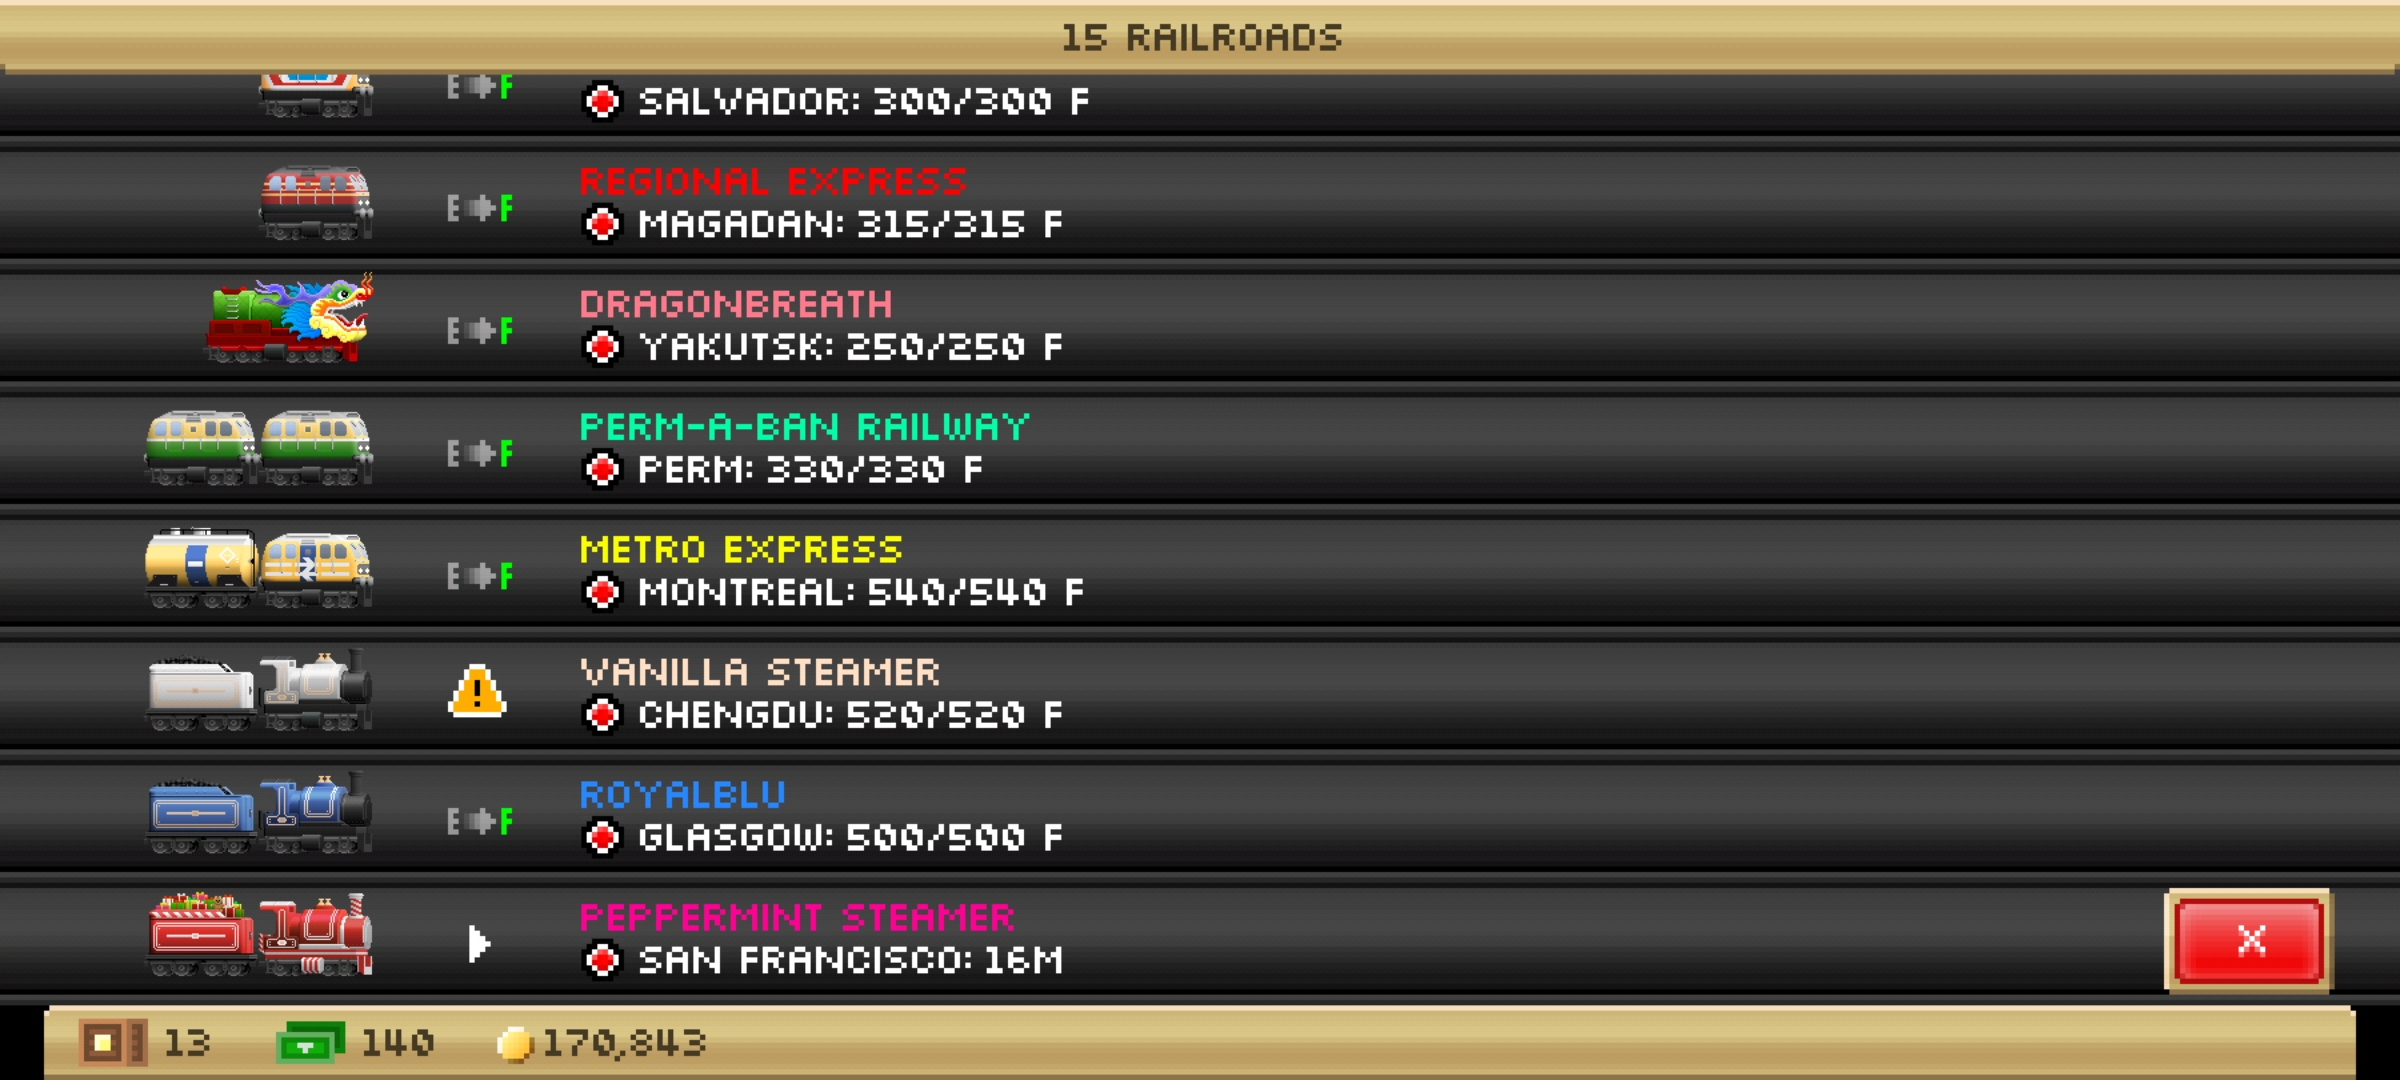 15 RAILROADS
E F
SALVADOR: 300/300 F
REGIONAL EXPRESS
E F
MAGADAN: 315/315 F
DRAGONBREATH
E F
YAKUTSK: 250/250 F
PERM-A-BAN RAILWAY
E F
PERM: 330/330 F
METRO EXPRESS
E F
MONTREAL: 540/540 F
VANILLA STEAMER
!
CHENGDU: 520/520 F
ROYALBLU
E F
GLASGOW: 500/500 F
PEPPERMINT STEAMER
SAN FRANCISCO: 16M
X
13 140 170,843